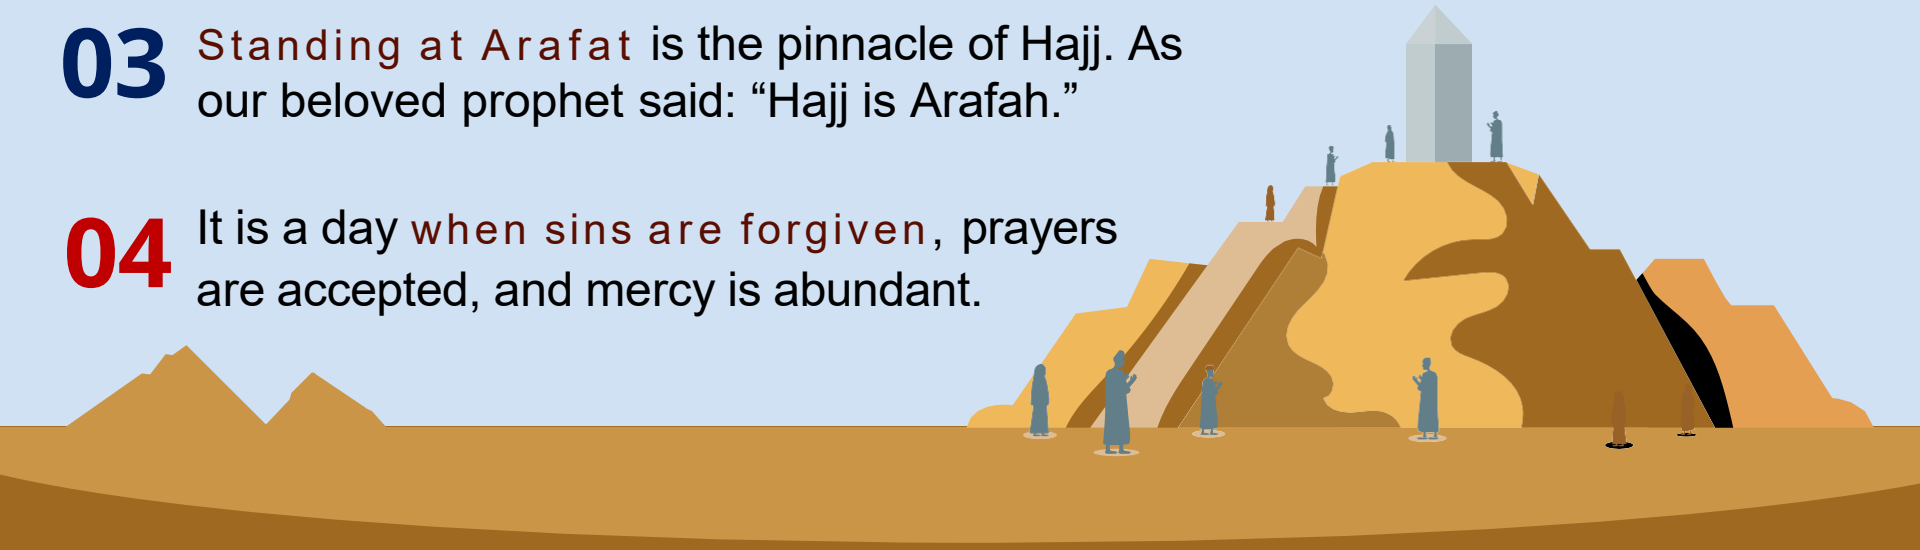 03 Standing at Arafat is the pinnacle of Hajj. As
our beloved prophet said: “Hajj is Arafah.”
04 It is a day when sins are forgiven, prayers
are accepted, and mercy is abundant.